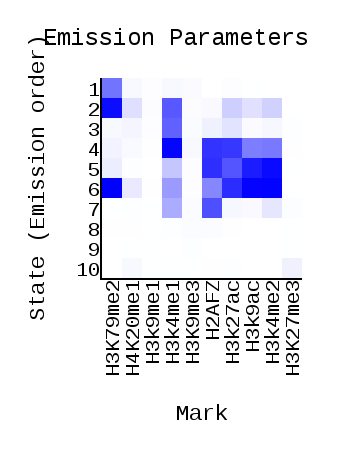 Emission Parameters
State (Emission order)
1
2
3
4
5
6
7
8
9
10
H3K79me2
H4K20me1
H3k9me1
H3k4me1
H3K9me3
H2AFZ
H3k27ac
H3k9ac
H3k4me2
H3K27me3
Mark